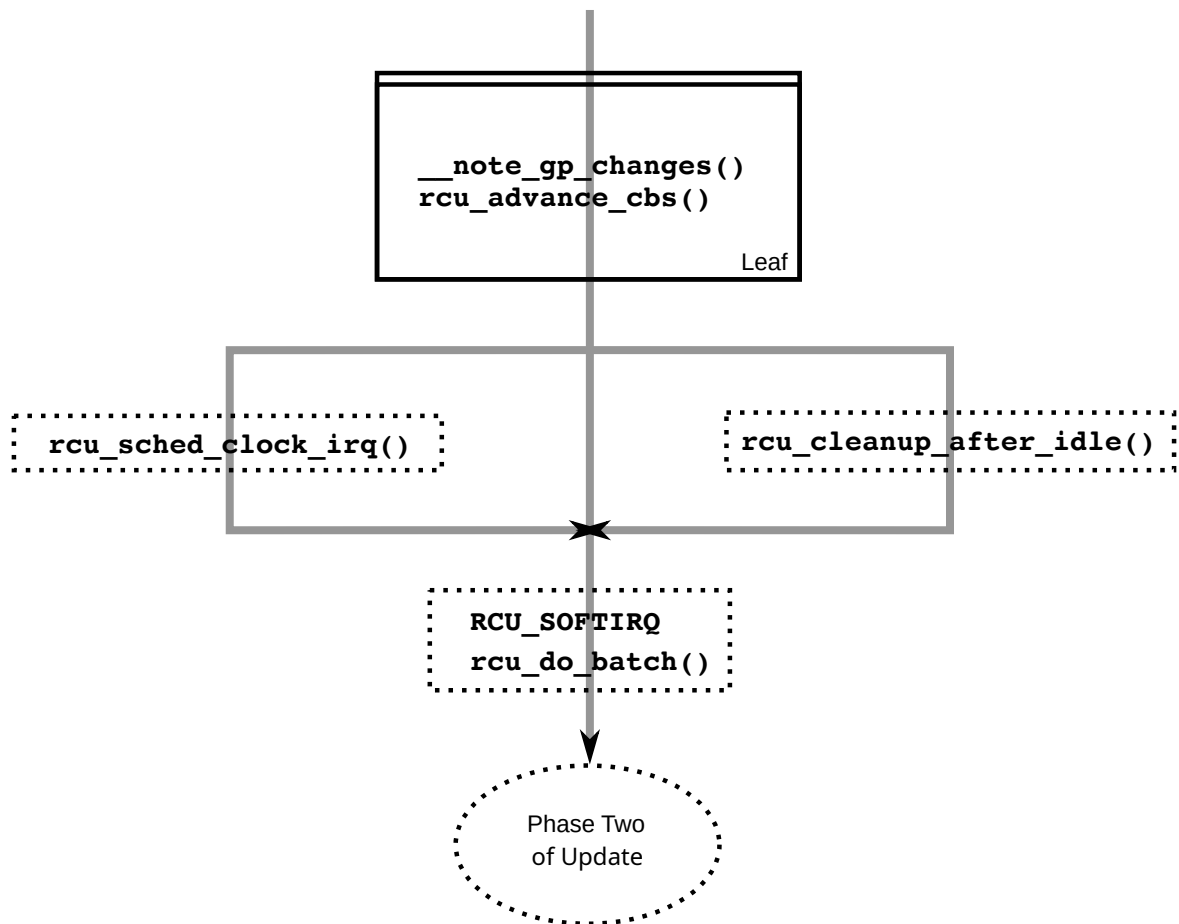 __note_gp_changes()
rcu_advance_cbs()
Leaf
rcu_sched_clock_irq()
rcu_cleanup_after_idle()
RCU_SOFTIRQ
rcu_do_batch()
Phase Two
of Update